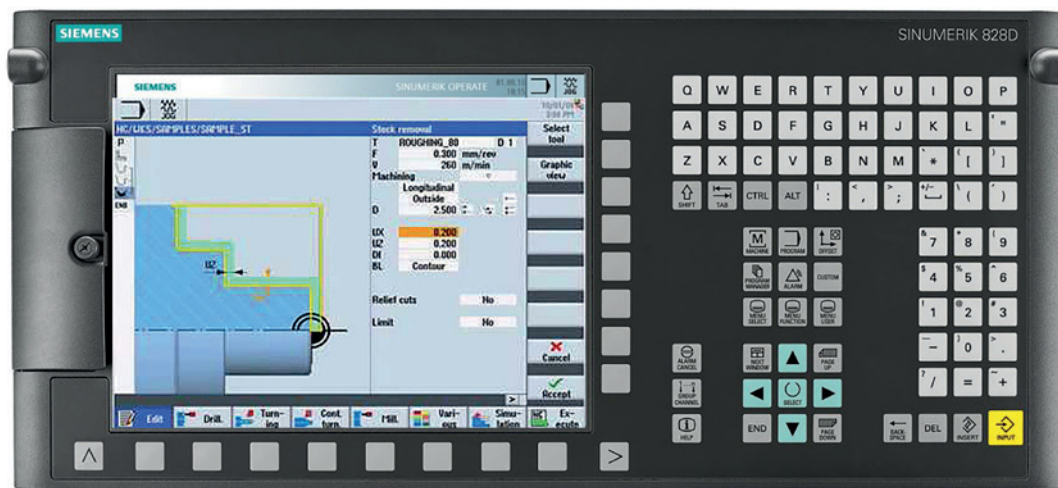 SIEMENS
SINUMERIK 828D
SIEMENS
SINUMERIK OPERATE
JOG
JOG
HC/WKS/SAMPLES/SAMPLE_ST
Stock removal
Select tool
P
T ROUGHING_80 D 1
F 0.300 mm/rev
V 260 m/min
Machining
Graphic view
Longitudinal
Outside
END
D 2.500
UX 0.200
UZ 0.200
DI 0.000
BL Contour
UZ
Relief cuts No
Limit No
Cancel
Accept
Edit Drill. Turn-ing Cont. turn. Mill. Vari-ous Simu-lation NC Ex-ecute
Q W E R T Y U I O P
A S D F G H J K L ' "
Z X C V B N M * ( [ ) ]
SHIFT TAB CTRL ALT ! : < , > ; +/- \ (
MACHINE PROGRAM OFFSET
PROGRAM MANAGER ALARM CUSTOM
MENU SELECT MENU FUNCTION MENU USER
& 7 * 8 ( 9
$ 4 % 5 ^ 6
! 1 @ 2 # 3
_ - ) 0 > .
? / = ~ +
ALARM CANCEL NEXT WINDOW PAGE UP
GROUP CHANNEL SELECT
HELP END PAGE DOWN BACK-SPACE DEL INSERT INPUT